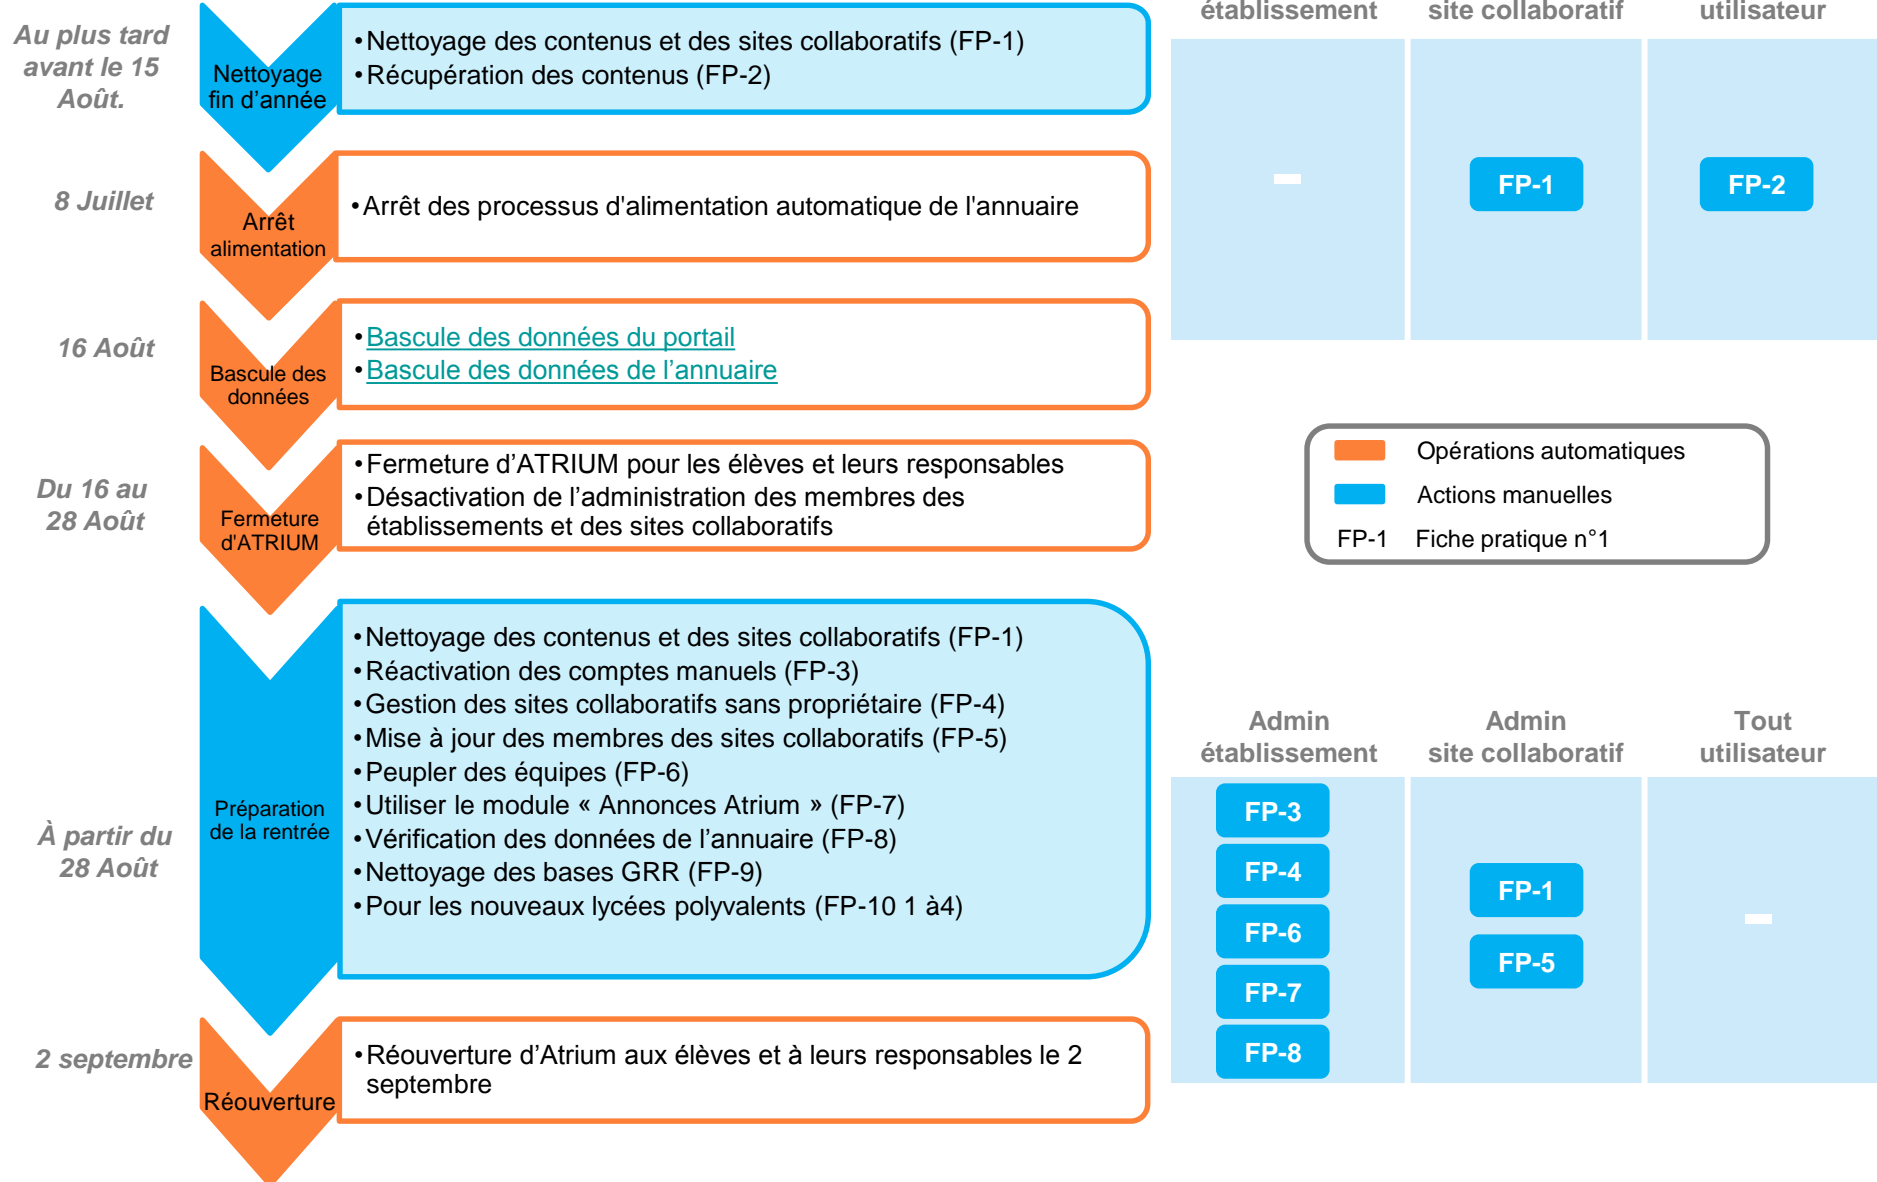 établissement
site collaboratif
utilisateur
Au plus tard
avant le 15
Août.
Nettoyage
fin d’année
•Nettoyage des contenus et des sites collaboratifs (FP-1)
•Récupération des contenus (FP-2)
-
FP-1
FP-2
8 Juillet
Arrêt
alimentation
•Arrêt des processus d'alimentation automatique de l'annuaire
16 Août
Bascule des
données
•Bascule des données du portail
•Bascule des données de l’annuaire
Du 16 au
28 Août
Fermeture
d'ATRIUM
•Fermeture d’ATRIUM pour les élèves et leurs responsables
•Désactivation de l’administration des membres des
établissements et des sites collaboratifs
Opérations automatiques
Actions manuelles
FP-1 Fiche pratique n°1
À partir du
28 Août
Préparation
de la rentrée
•Nettoyage des contenus et des sites collaboratifs (FP-1)
•Réactivation des comptes manuels (FP-3)
•Gestion des sites collaboratifs sans propriétaire (FP-4)
•Mise à jour des membres des sites collaboratifs (FP-5)
•Peupler des équipes (FP-6)
•Utiliser le module « Annonces Atrium » (FP-7)
•Vérification des données de l’annuaire (FP-8)
•Nettoyage des bases GRR (FP-9)
•Pour les nouveaux lycées polyvalents (FP-10 1 à4)
Admin
établissement
Admin
site collaboratif
Tout
utilisateur
FP-3
FP-4
FP-6
FP-7
FP-8
FP-1
FP-5
-
2 septembre
Réouverture
•Réouverture d’Atrium aux élèves et à leurs responsables le 2
septembre